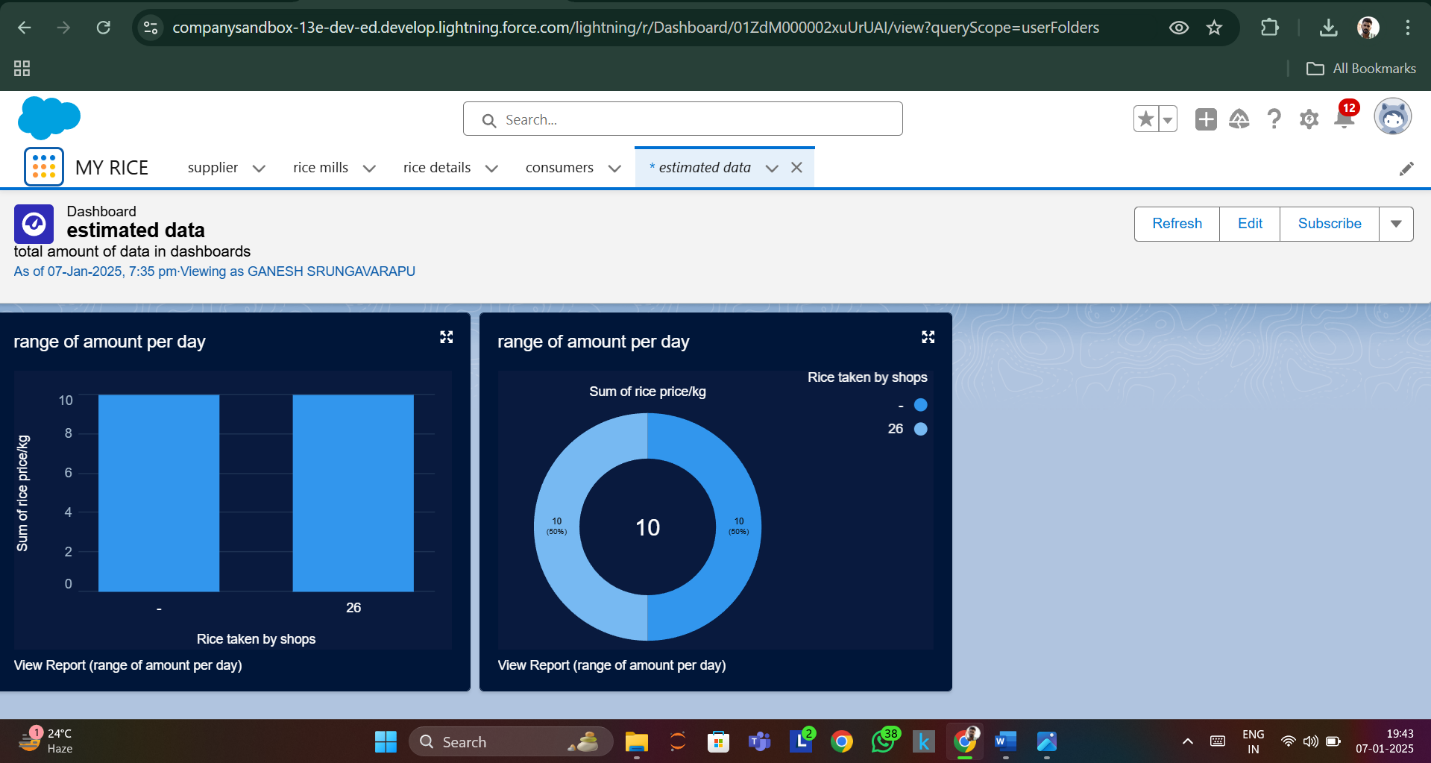 companysandbox-13e-dev-ed.develop.lightning.force.com/lightning/r/Dashboard/01ZdM000002xuUrUAI/view?queryScope=userFolders
All Bookmarks
Search...
12
MY RICE
supplier
rice mills
rice details
consumers
* estimated data
Dashboard
estimated data
total amount of data in dashboards
As of 07-Jan-2025, 7:35 pm·Viewing as GANESH SRUNGAVARAPU
Refresh
Edit
Subscribe
range of amount per day
Sum of rice price/kg
10
8
6
4
2
0
-
26
Rice taken by shops
View Report (range of amount per day)
range of amount per day
Rice taken by shops
-
26
Sum of rice price/kg
10
(50%)
10
10
(50%)
View Report (range of amount per day)
1
24°C
Haze
Search
L
2
38
k
W
ENG
IN
19:43
07-01-2025